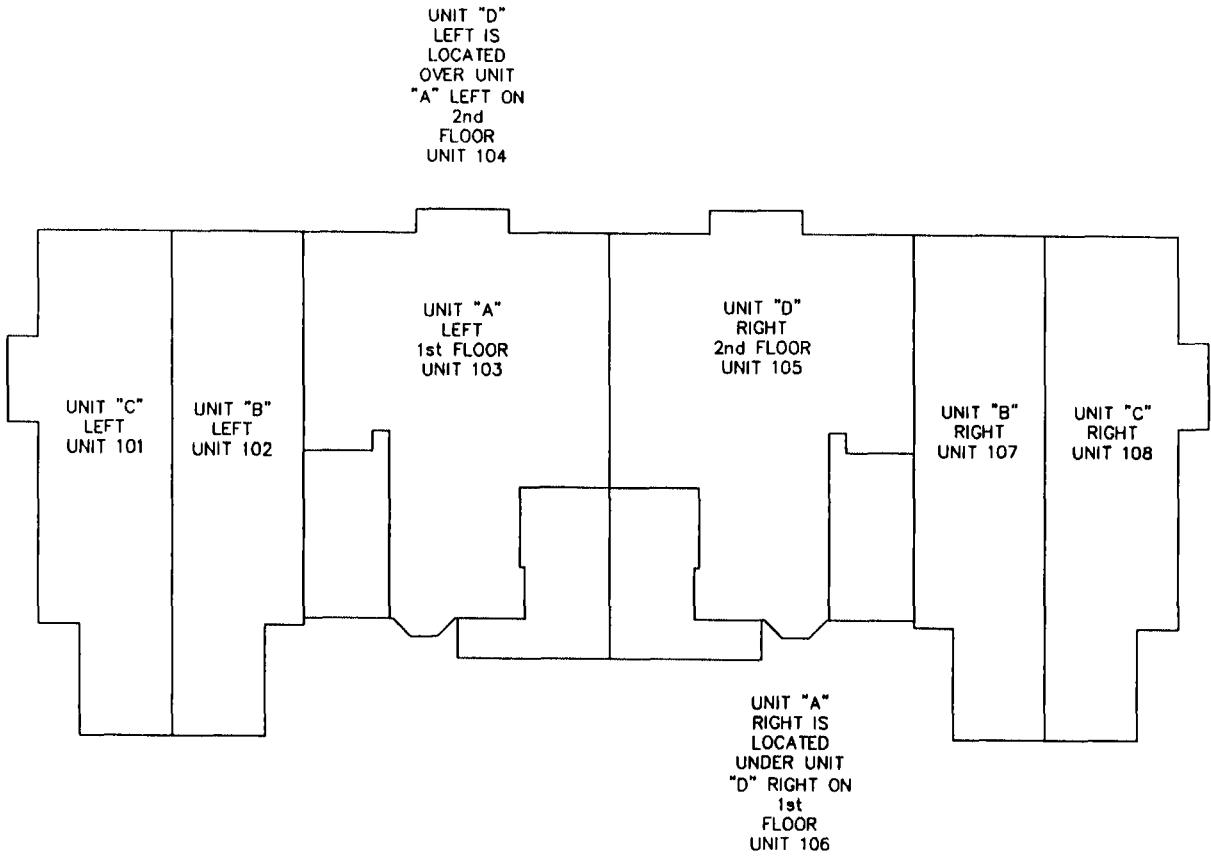 UNIT "D"
LEFT IS
LOCATED
OVER UNIT
"A" LEFT ON
2nd
FLOOR
UNIT 104
UNIT "A"
LEFT
1st FLOOR
UNIT 103
UNIT "D"
RIGHT
2nd FLOOR
UNIT 105
UNIT "C"
LEFT
UNIT 101
UNIT "B"
LEFT
UNIT 102
UNIT "B"
RIGHT
UNIT 107
UNIT "C"
RIGHT
UNIT 108
UNIT "A"
RIGHT IS
LOCATED
UNDER UNIT
"D" RIGHT ON
1st
FLOOR
UNIT 106